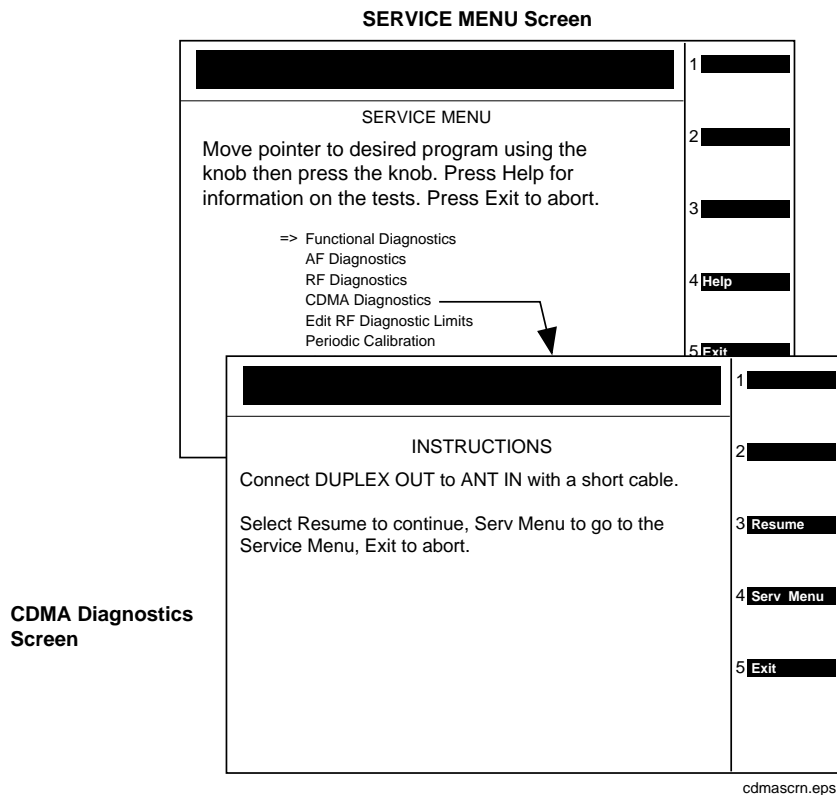 SERVICE MENU Screen
1
SERVICE MENU
2
Move pointer to desired program using the
knob then press the knob. Press Help for
information on the tests. Press Exit to abort.
3
=> Functional Diagnostics
AF Diagnostics
RF Diagnostics
4 Help
CDMA Diagnostics
Edit RF Diagnostic Limits
Periodic Calibration
5 Exit
1
INSTRUCTIONS
2
Connect DUPLEX OUT to ANT IN with a short cable.
Select Resume to continue, Serv Menu to go to the
Service Menu, Exit to abort.
3 Resume
4 Serv Menu
CDMA Diagnostics
Screen
5 Exit
cdmascrn.eps